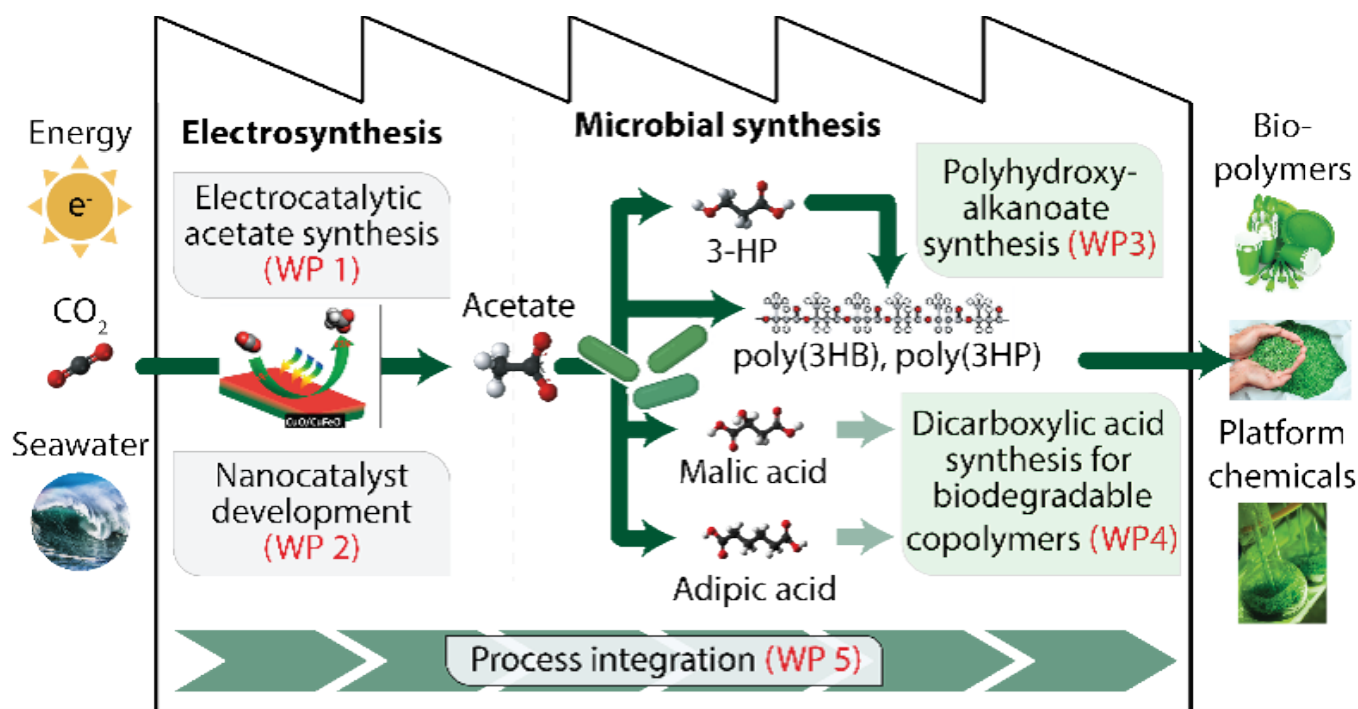 Energy
e-
CO2
Seawater
Electrosynthesis
Electrocatalytic
acetate synthesis
(WP 1)
CuO/CuFeO
Nanocatalyst
development
(WP 2)
Acetate
Microbial synthesis
3-HP
poly(3HB), poly(3HP)
Malic acid
Adipic acid
Polyhydroxy-
alkanoate
synthesis (WP3)
Dicarboxylic acid
synthesis for
biodegradable
copolymers (WP4)
Process integration (WP 5)
Bio-
polymers
Platform
chemicals